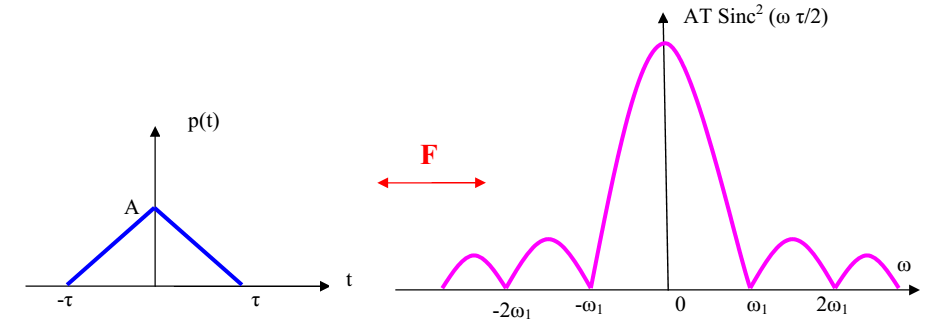 p(t)
A
-τ
τ
t
F
AT Sinc² (ω τ/2)
-2ω₁
-ω₁
0
ω₁
2ω₁
ω